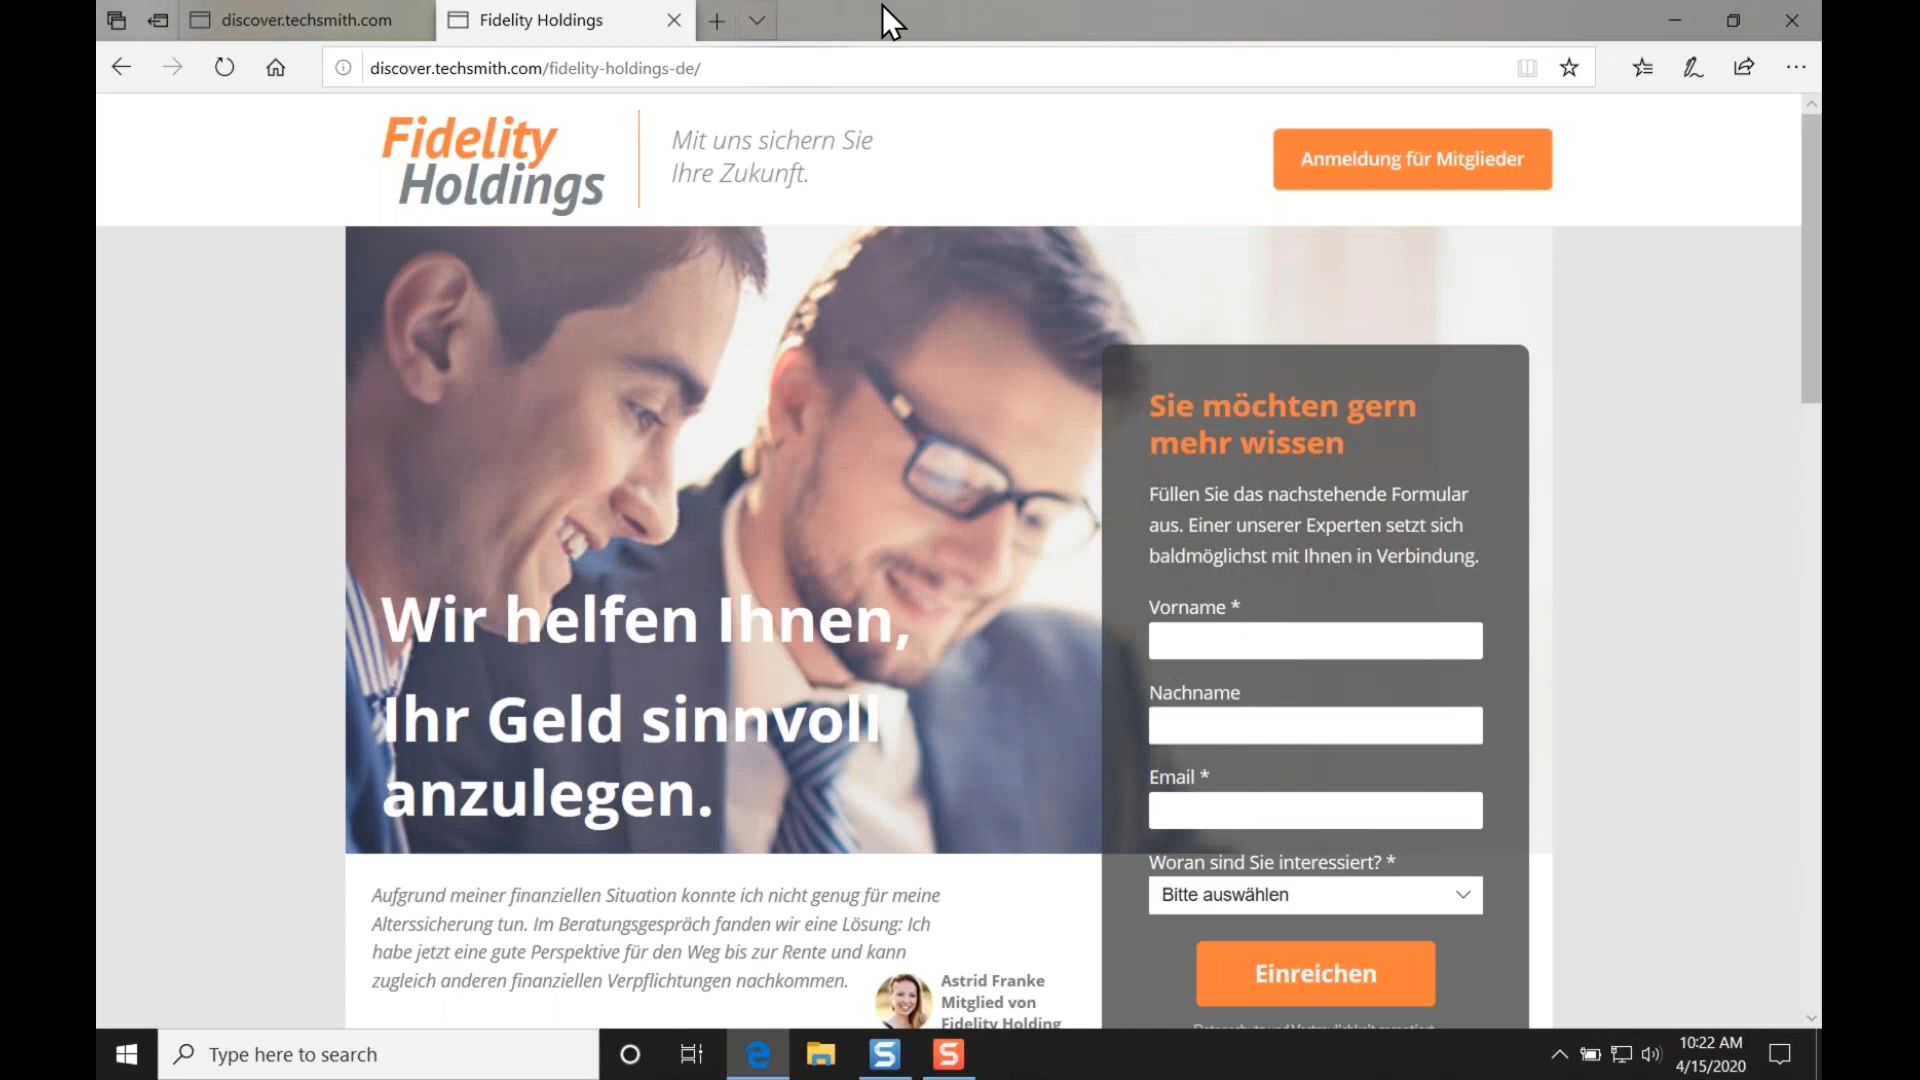 discover.techsmith.com
Fidelity Holdings
discover.techsmith.com/fidelity-holdings-de/
Fidelity
Holdings
Mit uns sichern Sie
Ihre Zukunft.
Anmeldung für Mitglieder
Wir helfen Ihnen,
Ihr Geld sinnvoll
anzulegen.
Sie möchten gern
mehr wissen
Füllen Sie das nachstehende Formular
aus. Einer unserer Experten setzt sich
baldmöglichst mit Ihnen in Verbindung.
Vorname *
Nachname
Email *
Woran sind Sie interessiert? *
Bitte auswählen
Einreichen
Aufgrund meiner finanziellen Situation konnte ich nicht genug für meine
Alterssicherung tun. Im Beratungsgespräch fanden wir eine Lösung: Ich
habe jetzt eine gute Perspektive für den Weg bis zur Rente und kann
zugleich anderen finanziellen Verpflichtungen nachkommen.
Astrid Franke
Mitglied von
Fidelity Holding
Type here to search
10:22 AM
4/15/2020